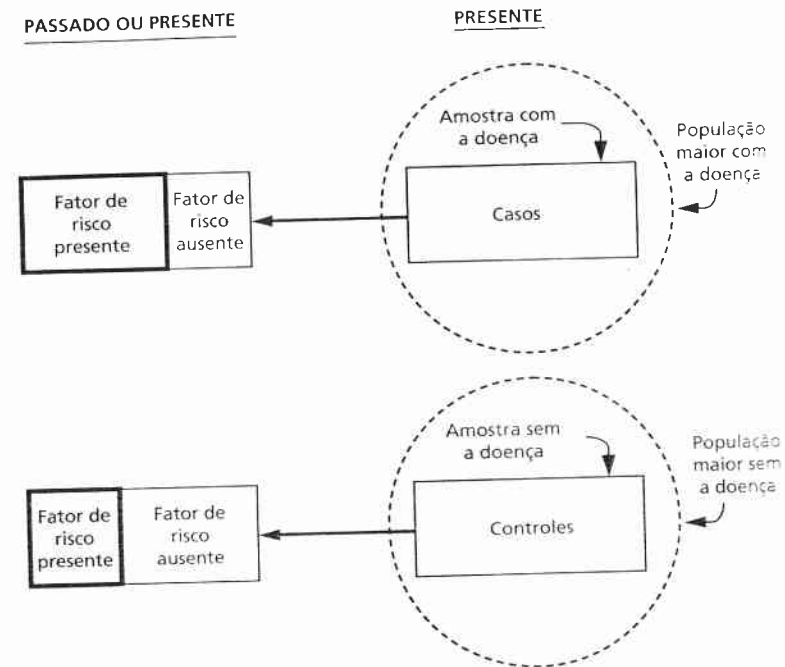 PASSADO OU PRESENTE
PRESENTE
Amostra com
a doença
População
maior com
a doença
Fator de
risco
presente
Fator de
risco
ausente
Casos
Amostra sem
a doença
População
maior sem
a doença
Fator de
risco
presente
Fator de
risco
ausente
Controles